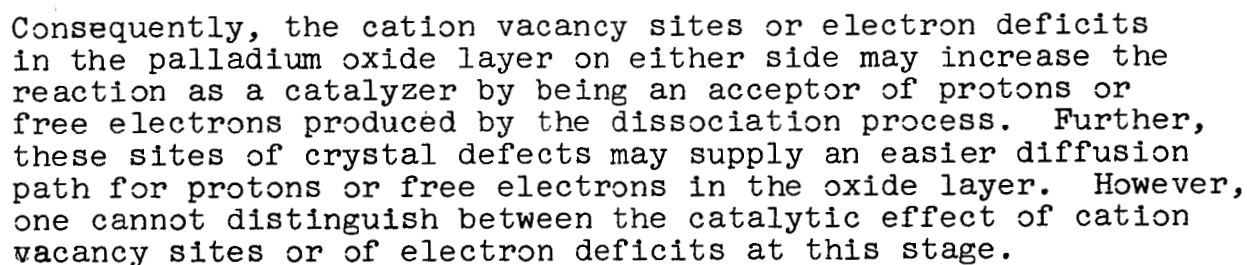 Consequently, the cation vacancy sites or electron deficits
in the palladium oxide layer on either side may increase the
reaction as a catalyzer by being an acceptor of protons or
free electrons produced by the dissociation process.  Further,
these sites of crystal defects may supply an easier diffusion
path for protons or free electrons in the oxide layer.  However,
one cannot distinguish between the catalytic effect of cation
vacancy sites or of electron deficits at this stage.